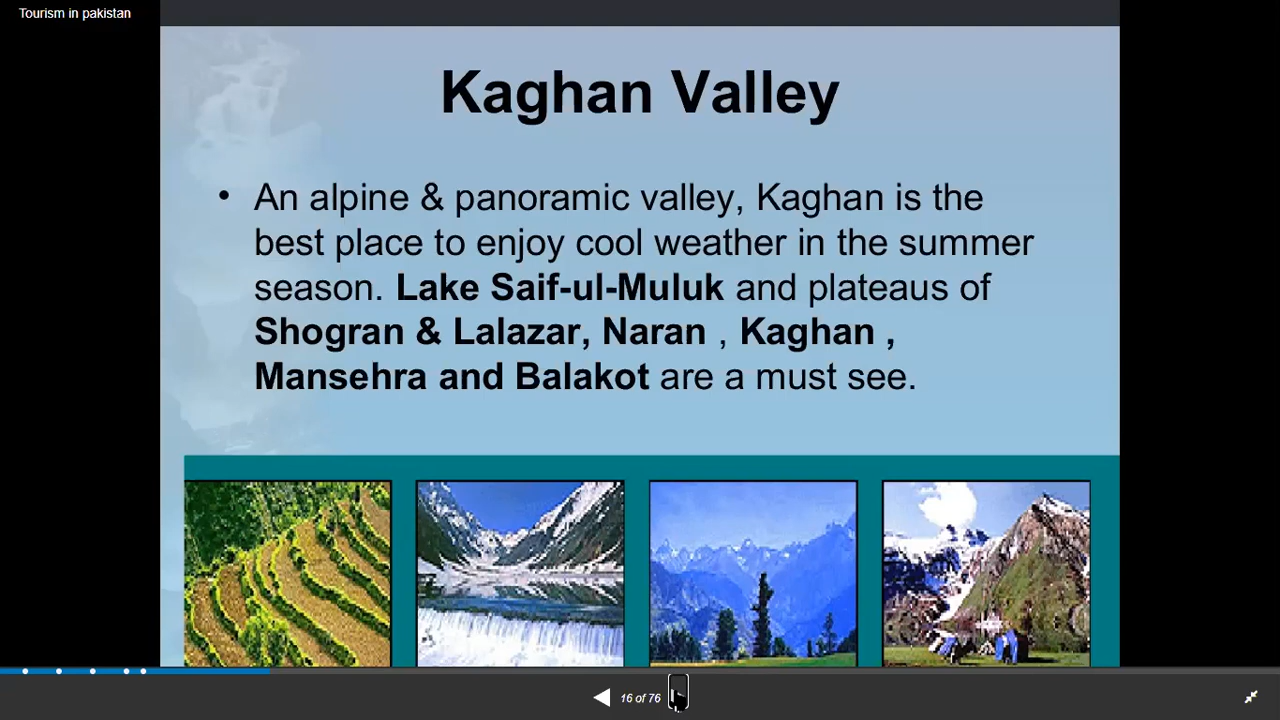 Tourism in pakistan
Kaghan Valley
• An alpine & panoramic valley, Kaghan is the
best place to enjoy cool weather in the summer
season. Lake Saif-ul-Muluk and plateaus of
Shogran & Lalazar, Naran , Kaghan ,
Mansehra and Balakot are a must see.
16 of 76